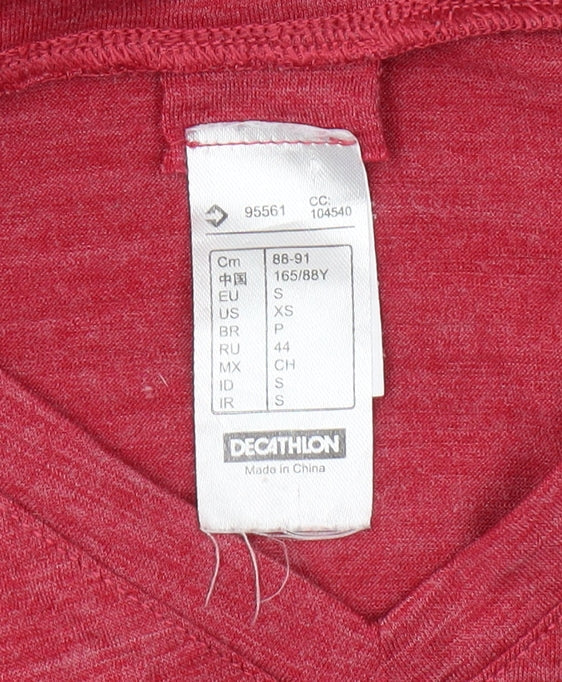 95561 CC:
104540
Cm 88-91
中国 165/88Y
EU S
US XS
BR P
RU 44
MX CH
ID S
IR S
DECATHLON
Made in China